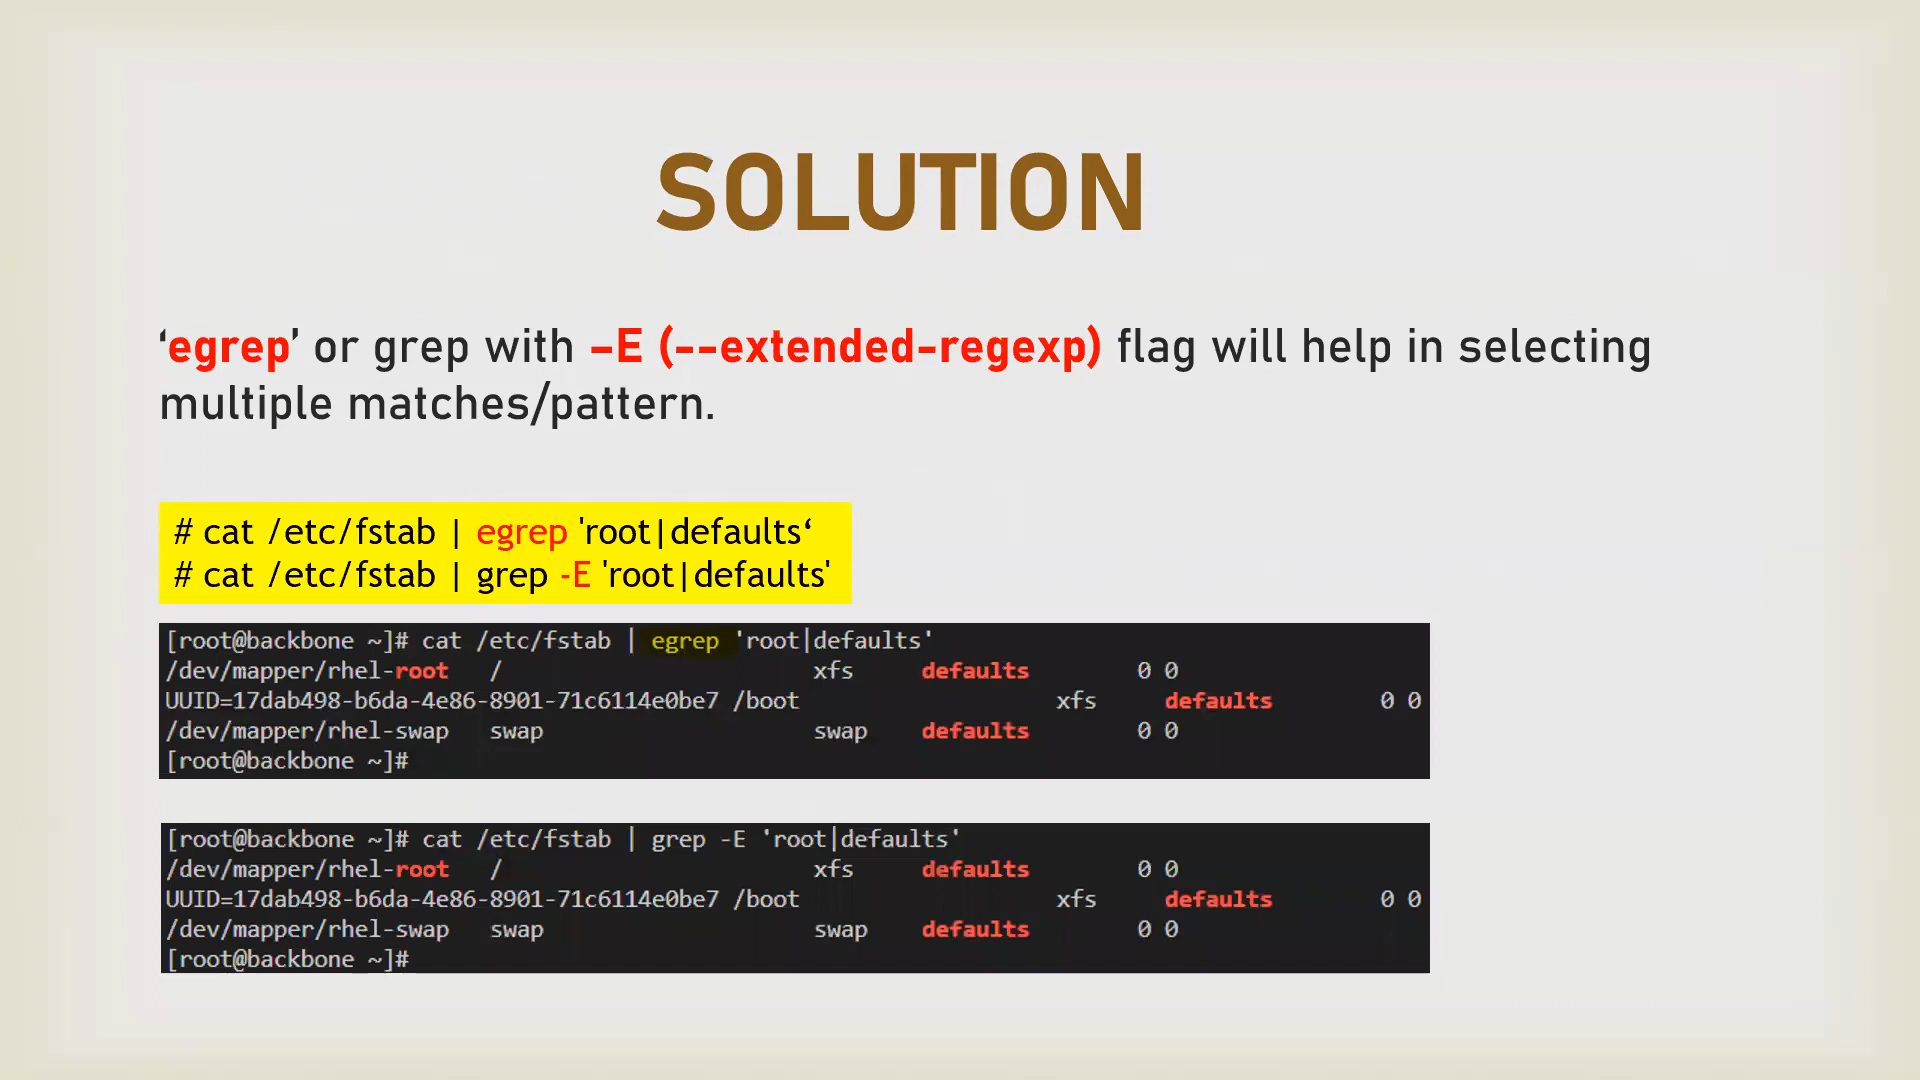 SOLUTION
‘egrep’ or grep with –E (--extended-regexp) flag will help in selecting
multiple matches/pattern.
# cat /etc/fstab | egrep 'root|defaults‘
# cat /etc/fstab | grep -E 'root|defaults'
[root@backbone ~]# cat /etc/fstab | egrep 'root|defaults'
/dev/mapper/rhel-root   /                       xfs     defaults        0 0
UUID=17dab498-b6da-4e86-8901-71c6114e0be7 /boot                   xfs     defaults        0 0
/dev/mapper/rhel-swap   swap                    swap    defaults        0 0
[root@backbone ~]#
[root@backbone ~]# cat /etc/fstab | grep -E 'root|defaults'
/dev/mapper/rhel-root   /                       xfs     defaults        0 0
UUID=17dab498-b6da-4e86-8901-71c6114e0be7 /boot                   xfs     defaults        0 0
/dev/mapper/rhel-swap   swap                    swap    defaults        0 0
[root@backbone ~]#